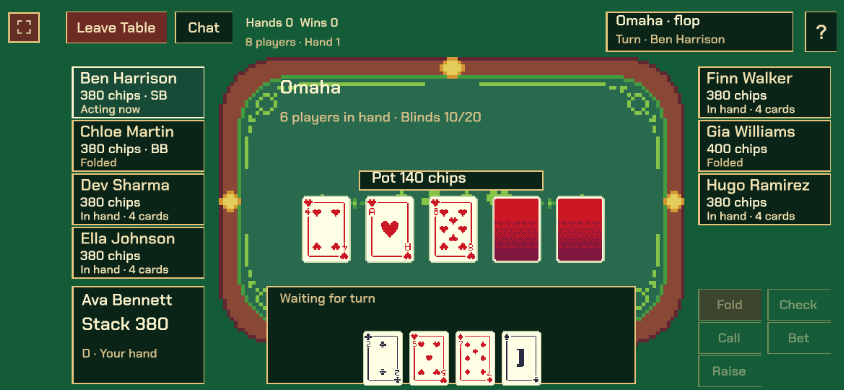 Leave Table
Chat
Hands 0 Wins 0
8 players · Hand 1
Omaha · flop
Turn · Ben Harrison
?
Ben Harrison
380 chips · SB
Acting now
Chloe Martin
380 chips · BB
Folded
Dev Sharma
380 chips
In hand · 4 cards
Ella Johnson
380 chips
In hand · 4 cards
Ava Bennett
Stack 380
D · Your hand
Omaha
6 players in hand · Blinds 10/20
Pot 140 chips
A
8
Waiting for turn
2
5
J
Finn Walker
380 chips
In hand · 4 cards
Gia Williams
400 chips
Folded
Hugo Ramirez
380 chips
In hand · 4 cards
Fold
Check
Call
Bet
Raise